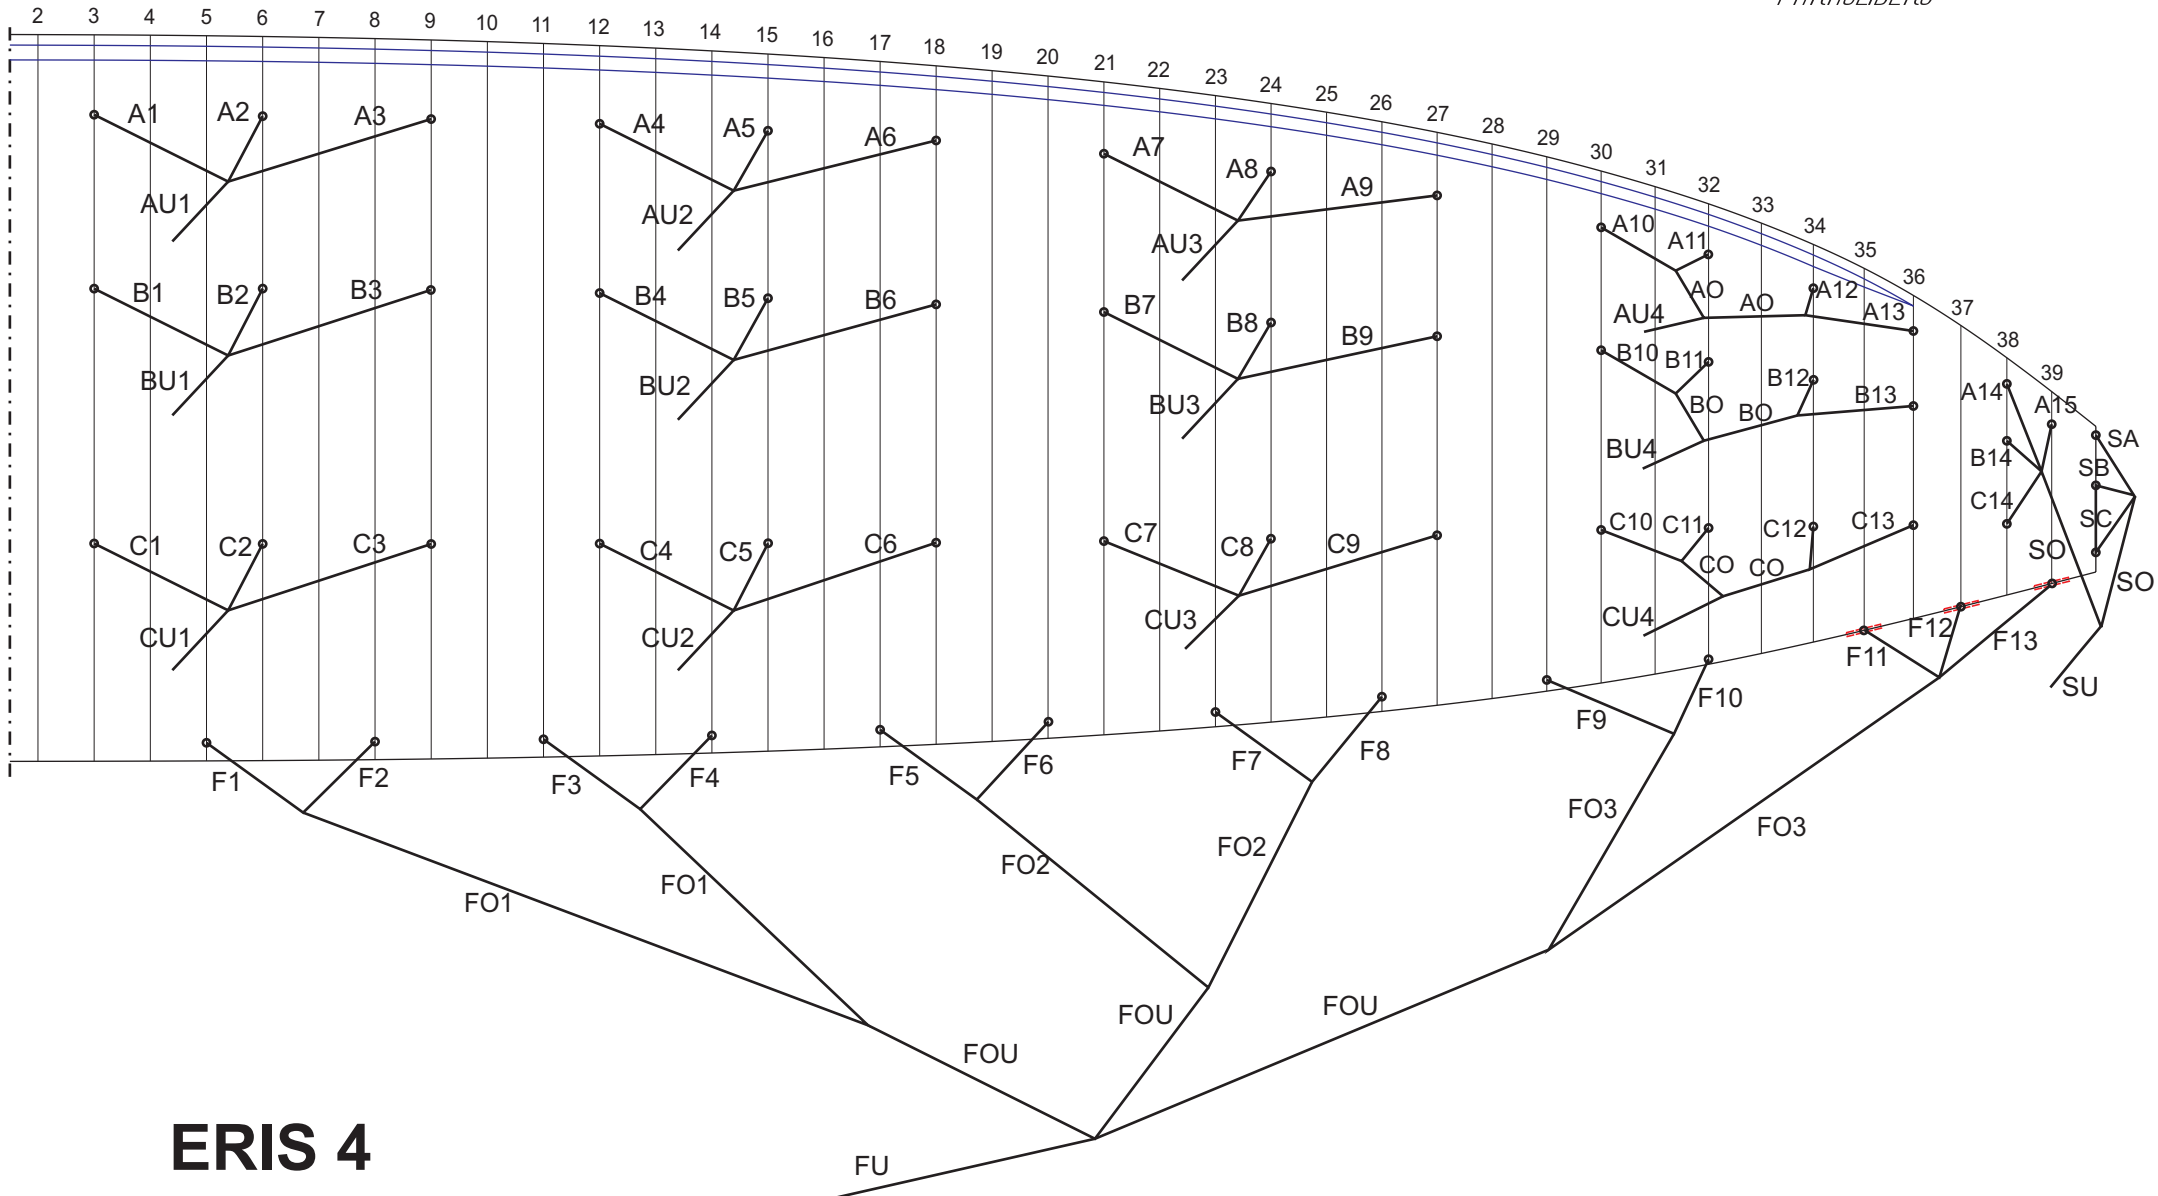 2 3 4 5 6 7 8 9 10 11 12 13 14 15 16 17 18 19 20 21 22 23 24 25 26 27 28 29 30 31 32 33 34 35 36 37 38 39
A1 A2 A3 A4 A5 A6 A7 A8 A9 A10 A11 A12 A13 A14 A15
AU1 AU2 AU3 AO AO AU4
B1 B2 B3 B4 B5 B6 B7 B8 B9 B10 B11 B12 B13 B14
BU1 BU2 BU3 BO BO BU4
SA
SB
SC
C1 C2 C3 C4 C5 C6 C7 C8 C9 C10 C11 C12 C13 C14
CU1 CU2 CU3 CO CO CU4
SO SO
SU
F1 F2 F3 F4 F5 F6 F7 F8 F9 F10 F11 F12 F13
FO1 FO1 FO2 FO2 FO3 FO3
FOU FOU FOU
FU
ERIS 4